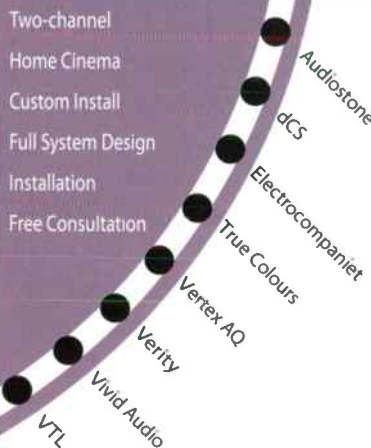 Two-channel
Home Cinema
Custom Install
Full System Design
Installation
Free Consultation
Audiostone
dCS
Electrocompaniet
True Colours
Vertex AQ
Verity
Vivid Audio
VTL